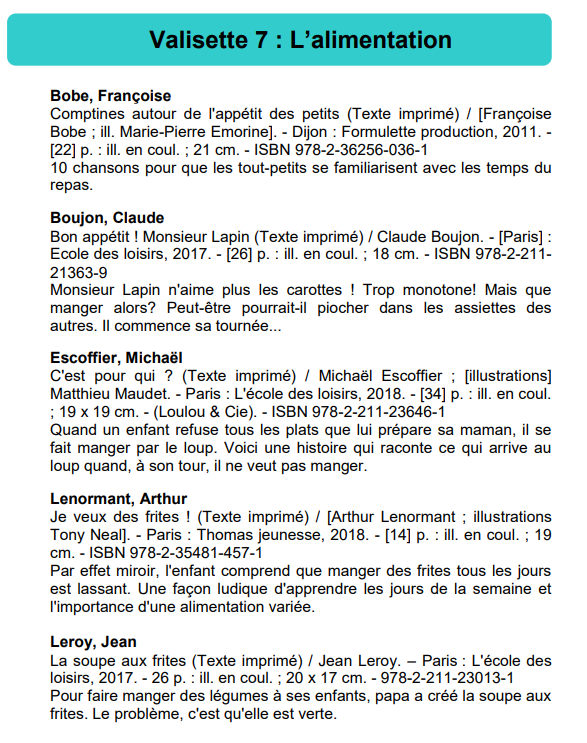 Valisette 7 : L’alimentation
Bobe, Françoise
Comptines autour de l'appétit des petits (Texte imprimé) / [Françoise
Bobe ; ill. Marie-Pierre Emorine]. - Dijon : Formulette production, 2011. -
[22] p. : ill. en coul. ; 21 cm. - ISBN 978-2-36256-036-1
10 chansons pour que les tout-petits se familiarisent avec les temps du
repas.
Boujon, Claude
Bon appétit ! Monsieur Lapin (Texte imprimé) / Claude Boujon. - [Paris] :
Ecole des loisirs, 2017. - [26] p. : ill. en coul. ; 18 cm. - ISBN 978-2-211-
21363-9
Monsieur Lapin n'aime plus les carottes ! Trop monotone! Mais que
manger alors? Peut-être pourrait-il piocher dans les assiettes des
autres. Il commence sa tournée...
Escoffier, Michaël
C'est pour qui ? (Texte imprimé) / Michaël Escoffier ; [illustrations]
Matthieu Maudet. - Paris : L'école des loisirs, 2018. - [34] p. : ill. en coul.
; 19 x 19 cm. - (Loulou & Cie). - ISBN 978-2-211-23646-1
Quand un enfant refuse tous les plats que lui prépare sa maman, il se
fait manger par le loup. Voici une histoire qui raconte ce qui arrive au
loup quand, à son tour, il ne veut pas manger.
Lenormant, Arthur
Je veux des frites ! (Texte imprimé) / [Arthur Lenormant ; illustrations
Tony Neal]. - Paris : Thomas jeunesse, 2018. - [14] p. : ill. en coul. ; 19
cm. - ISBN 978-2-35481-457-1
Par effet miroir, l'enfant comprend que manger des frites tous les jours
est lassant. Une façon ludique d'apprendre les jours de la semaine et
l'importance d'une alimentation variée.
Leroy, Jean
La soupe aux frites (Texte imprimé) / Jean Leroy. – Paris : L'école des
loisirs, 2017. - 26 p. : ill. en coul. ; 20 x 17 cm. - 978-2-211-23013-1
Pour faire manger des légumes à ses enfants, papa a créé la soupe aux
frites. Le problème, c'est qu'elle est verte.